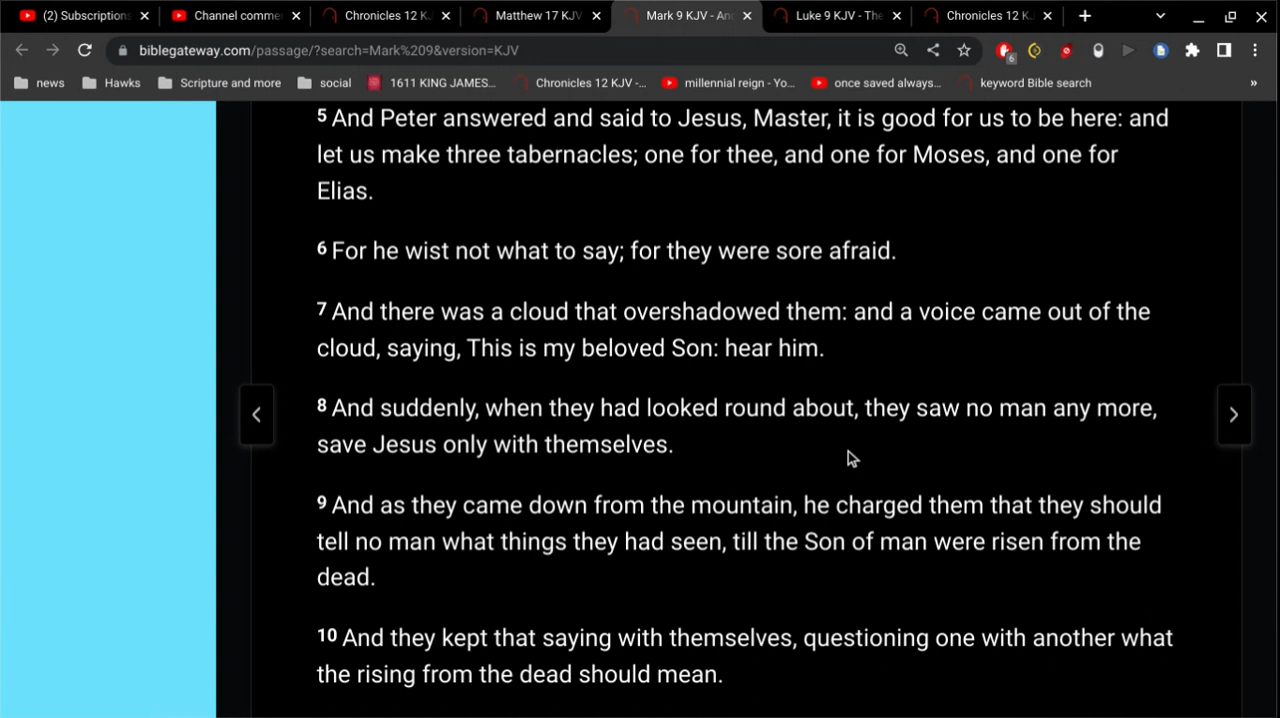 (2) Subscriptions
Channel comme
Chronicles 12 K
Matthew 17 KJV
Mark 9 KJV - An
Luke 9 KJV - The
Chronicles 12 K
biblegateway.com/passage/?search=Mark%209&version=KJV
6
news
Hawks
Scripture and more
social
1611 KING JAMES...
Chronicles 12 KJV -...
millennial reign - Yo...
once saved always...
keyword Bible search
»
5 And Peter answered and said to Jesus, Master, it is good for us to be here: and
let us make three tabernacles; one for thee, and one for Moses, and one for
Elias.
6 For he wist not what to say; for they were sore afraid.
7 And there was a cloud that overshadowed them: and a voice came out of the
cloud, saying, This is my beloved Son: hear him.
8 And suddenly, when they had looked round about, they saw no man any more,
save Jesus only with themselves.
9 And as they came down from the mountain, he charged them that they should
tell no man what things they had seen, till the Son of man were risen from the
dead.
10 And they kept that saying with themselves, questioning one with another what
the rising from the dead should mean.